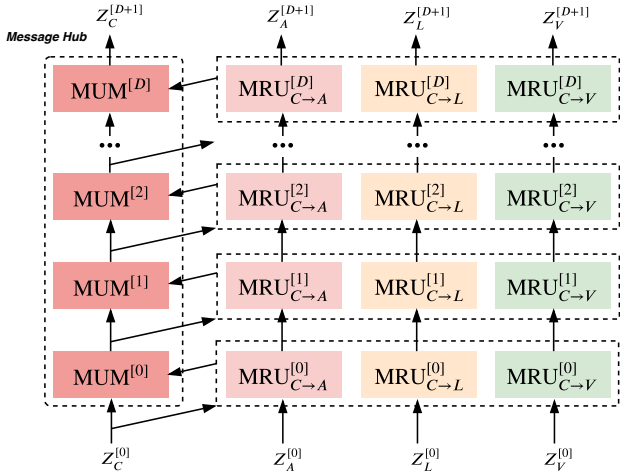 Z_C^{[D+1]} Z_A^{[D+1]} Z_L^{[D+1]} Z_V^{[D+1]}
Message Hub
MUM^{[D]} MRU_{C→A}^{[D]} MRU_{C→L}^{[D]} MRU_{C→V}^{[D]}
••• ••• ••• •••
MUM^{[2]} MRU_{C→A}^{[2]} MRU_{C→L}^{[2]} MRU_{C→V}^{[2]}
MUM^{[1]} MRU_{C→A}^{[1]} MRU_{C→L}^{[1]} MRU_{C→V}^{[1]}
MUM^{[0]} MRU_{C→A}^{[0]} MRU_{C→L}^{[0]} MRU_{C→V}^{[0]}
Z_C^{[0]} Z_A^{[0]} Z_L^{[0]} Z_V^{[0]}